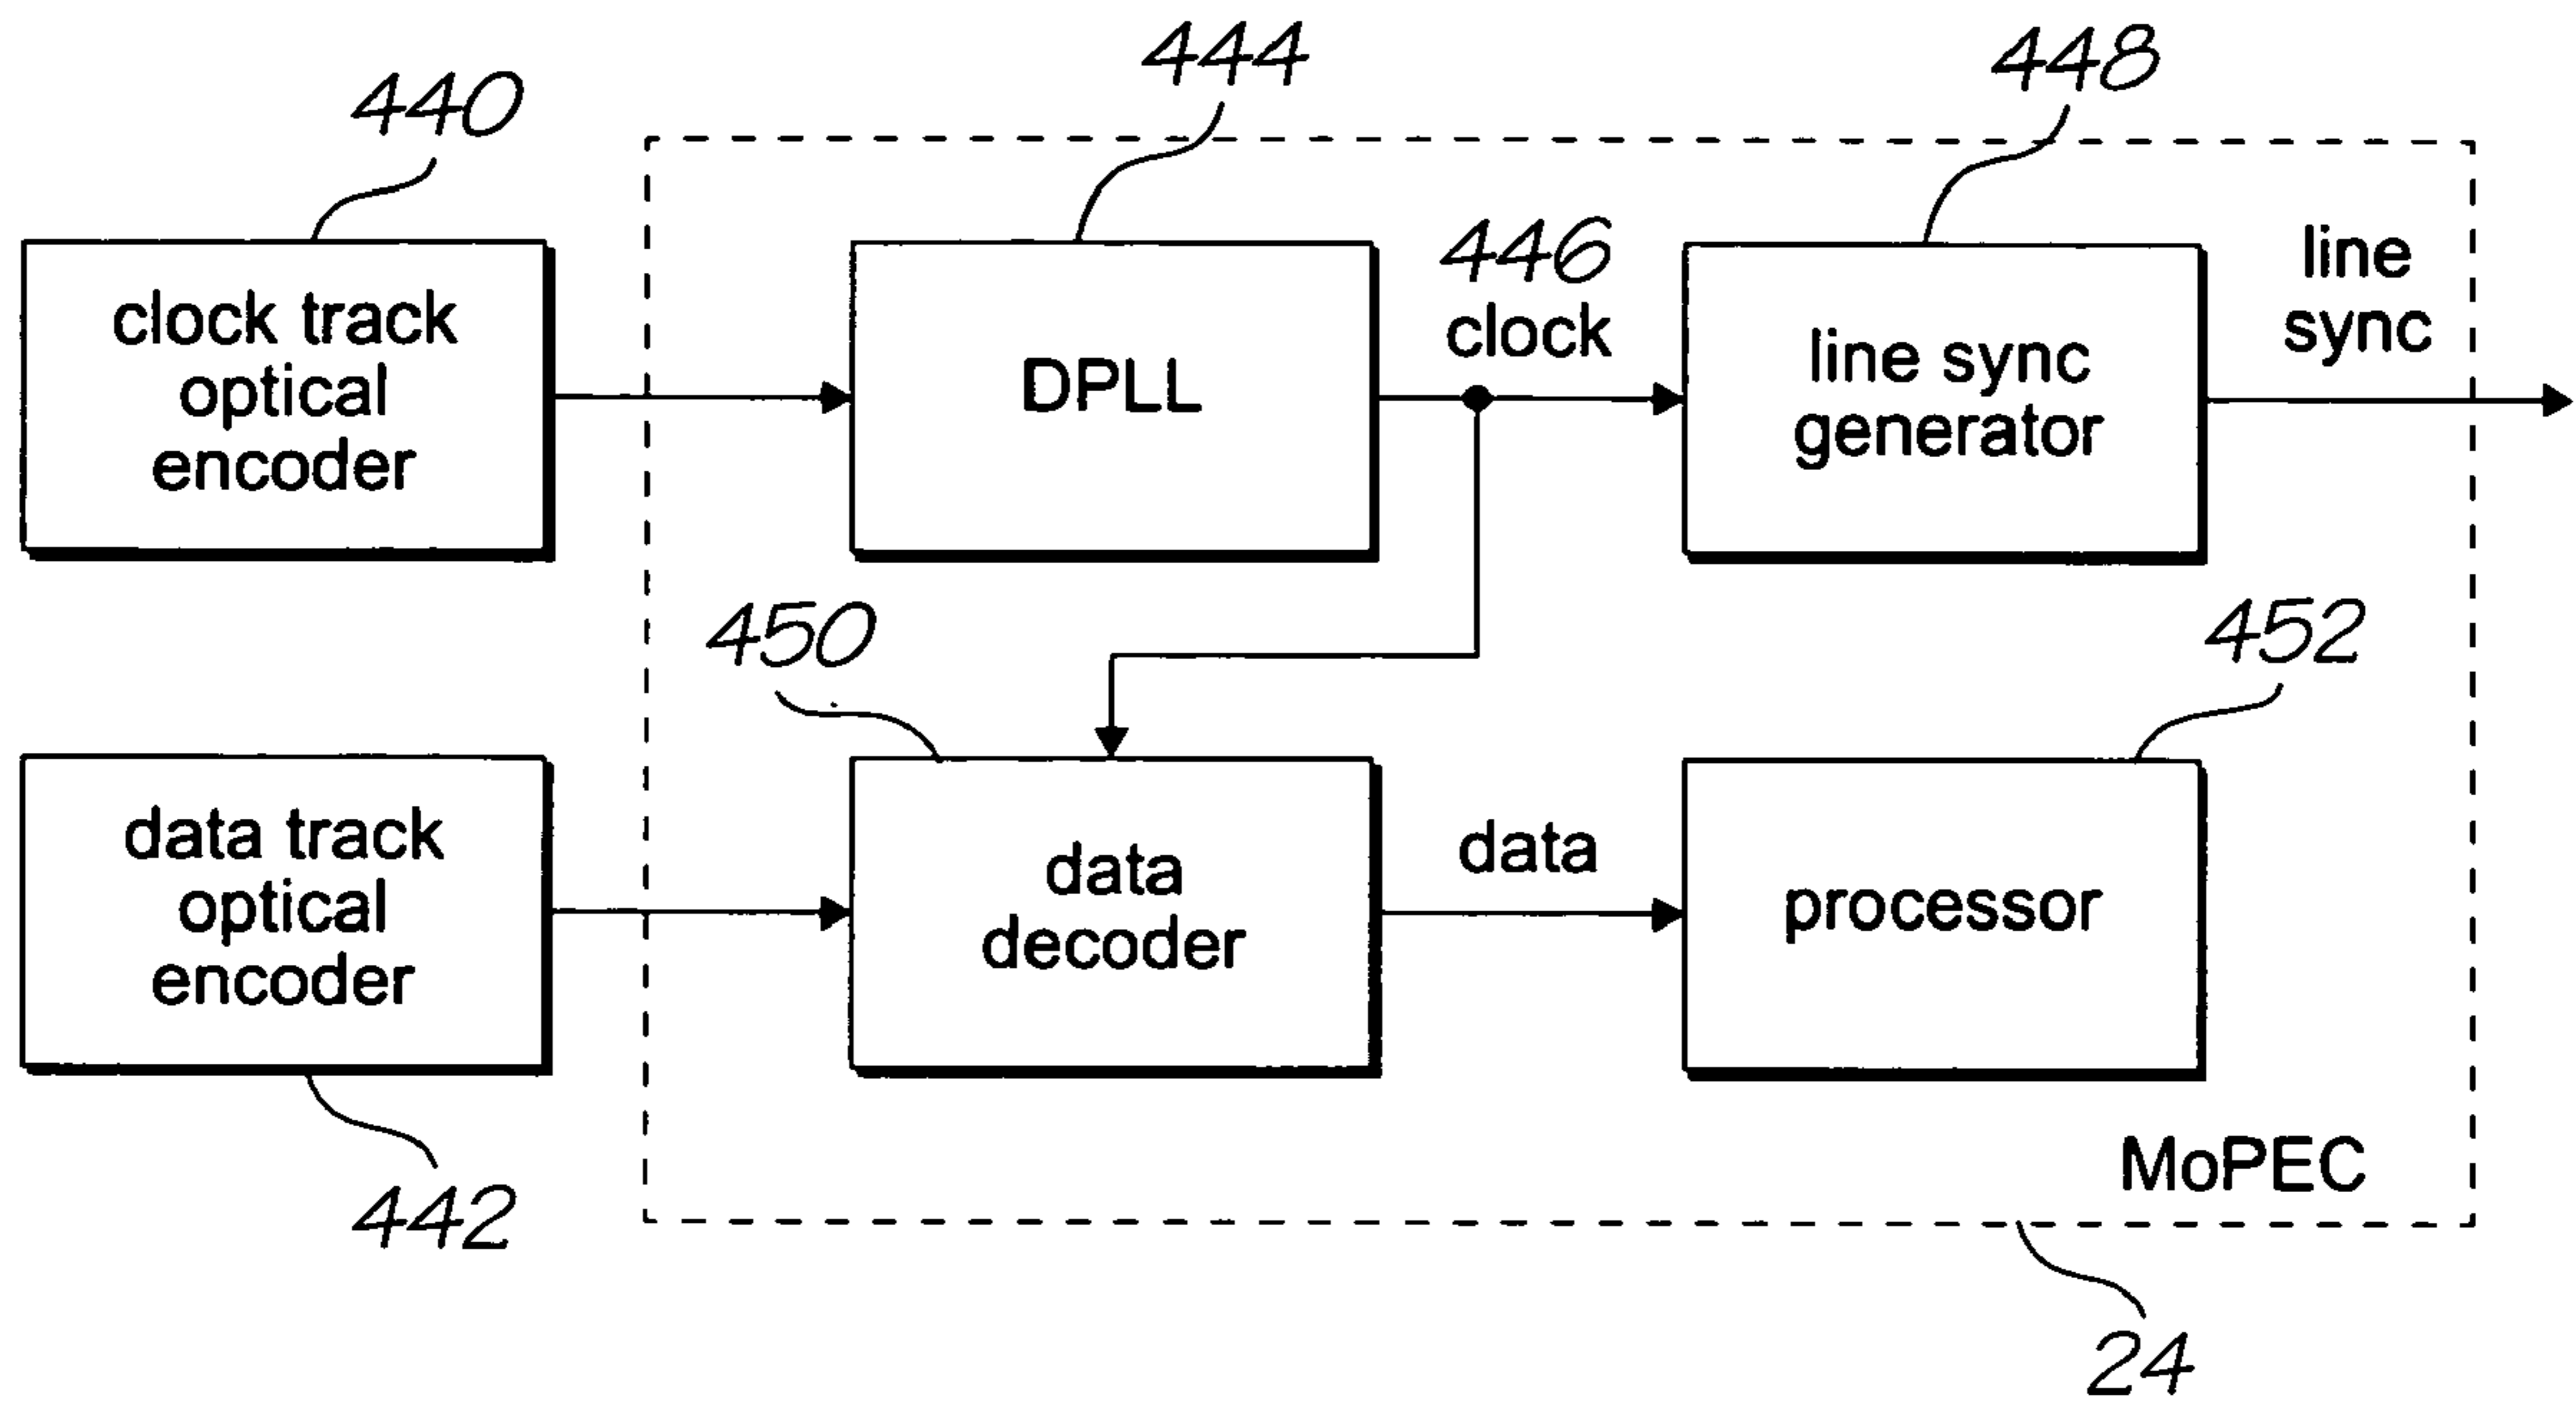 444
448
440
446
clock
line
sync
clock track
optical
encoder
DPLL
line sync
generator
450
452
data track
optical
encoder
data
decoder
data
processor
MoPEC
442
24